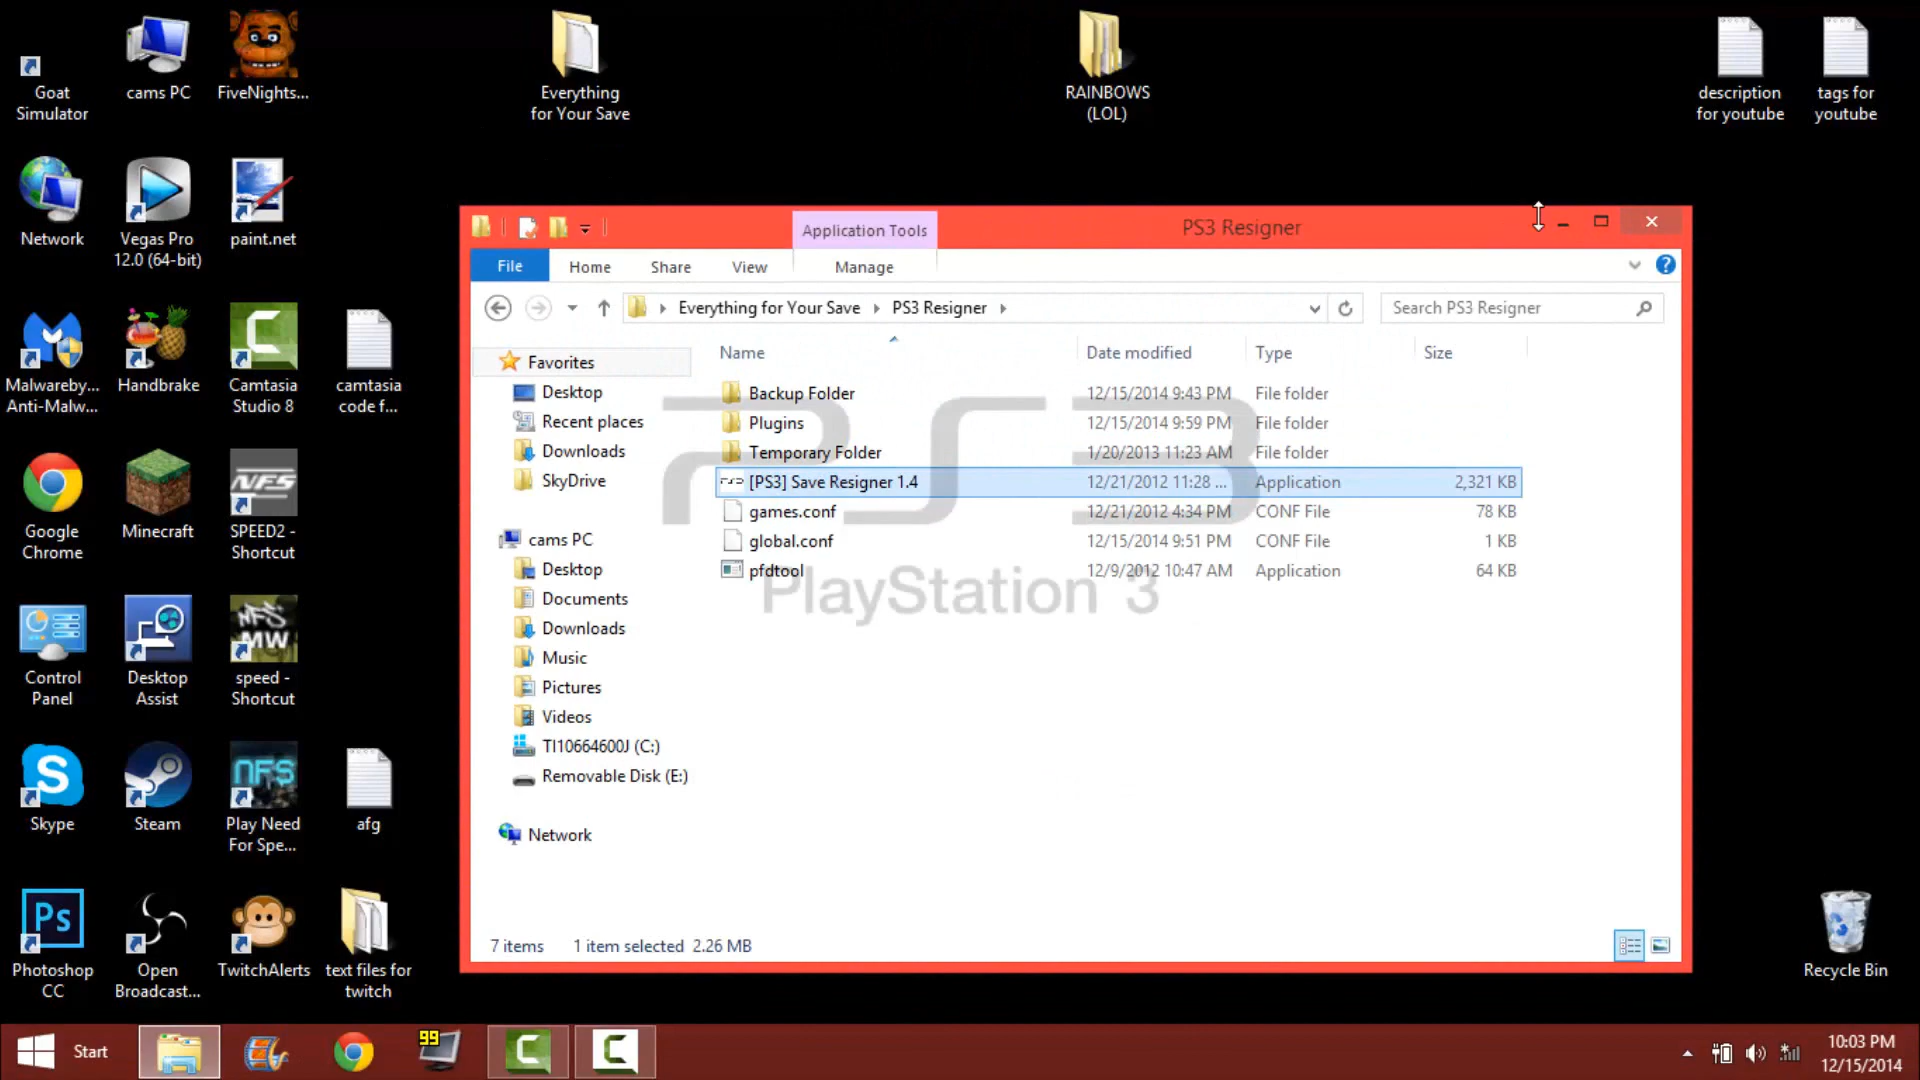 Goat
Simulator
cams PC
FiveNights...
Everything
for Your Save
RAINBOWS
(LOL)
description
for youtube
tags for
youtube
Network
Vegas Pro
12.0 (64-bit)
paint.net
Malwareby...
Anti-Malw...
Handbrake
Camtasia
Studio 8
camtasia
code f...
Google
Chrome
Minecraft
NFS
SPEED2 -
Shortcut
Control
Panel
Desktop
Assist
NFS
MW
speed -
Shortcut
Skype
Steam
NFS
Play Need
For Spe...
afg
Ps
Photoshop
CC
Open
Broadcast...
TwitchAlerts
text files for
twitch
Recycle Bin
Application Tools
PS3 Resigner
File
Home
Share
View
Manage
Everything for Your Save
PS3 Resigner
Search PS3 Resigner
Name
Date modified
Type
Size
Favorites
Desktop
Recent places
Downloads
SkyDrive
cams PC
Desktop
Documents
Downloads
Music
Pictures
Videos
TI10664600J (C:)
Removable Disk (E:)
Network
Backup Folder 12/15/2014 9:43 PM File folder
Plugins 12/15/2014 9:59 PM File folder
Temporary Folder 1/20/2013 11:23 AM File folder
[PS3] Save Resigner 1.4 12/21/2012 11:28 ... Application 2,321 KB
games.conf 12/21/2012 4:34 PM CONF File 78 KB
global.conf 12/15/2014 9:51 PM CONF File 1 KB
pfdtool 12/9/2012 10:47 AM Application 64 KB
PS3
PlayStation 3
7 items 1 item selected 2.26 MB
Start
99
10:03 PM
12/15/2014